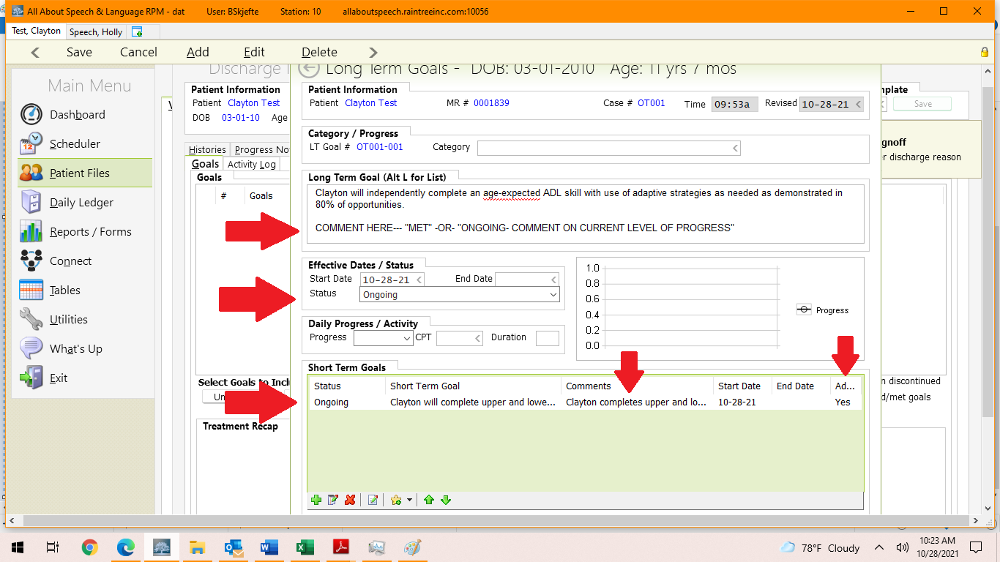 All About Speech & Language RPM - dat User: BSkjefte Station: 10 allaboutspeech.raintreeinc.com:10056
Test, Clayton Speech, Holly
Save Cancel Add Edit Delete
Main Menu
Dashboard
Scheduler
Patient Files
Daily Ledger
Reports / Forms
Connect
Tables
Utilities
What's Up
Exit
Discharge
Patient Information
Patient Clayton Test
DOB 03-01-10 Age
Histories Progress No
Goals Activity Log
Goals
# Goals
Select Goals to Incl
Un
Treatment Recap
Long Term Goals - DOB: 03-01-2010 Age: 11 yrs 7 mos
Patient Information
Patient Clayton Test MR # 0001839 Case # OT001 Time 09:53a Revised 10-28-21
Category / Progress
LT Goal # OT001-001 Category
Long Term Goal (Alt L for List)
Clayton will independently complete an age-expected ADL skill with use of adaptive strategies as needed as demonstrated in
80% of opportunities.
COMMENT HERE--- "MET" -OR- "ONGOING- COMMENT ON CURRENT LEVEL OF PROGRESS"
Effective Dates / Status
Start Date 10-28-21 End Date
Status Ongoing
Daily Progress / Activity
Progress CPT Duration
1.0
0.8
0.6
0.4
0.2
0.0
Progress
Short Term Goals
Status Short Term Goal Comments Start Date End Date Ad...
Ongoing Clayton will complete upper and lowe... Clayton completes upper and lo... 10-28-21 Yes
mplate
Save
gnoff
r discharge reason
n discontinued
d/met goals
78°F Cloudy
10:23 AM
10/28/2021